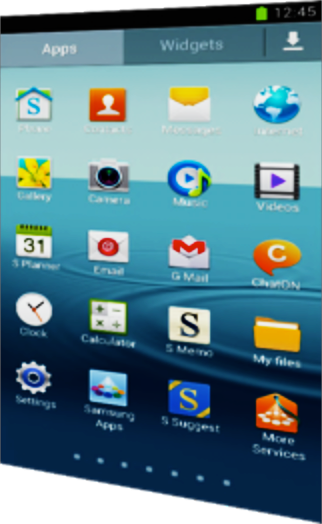 12:45
Apps Widgets
S
Contacts Messages Internet
Gallery Camera Music Videos
31
S Planner Email G Mail C ChatON
S
Clock Calculator S Memo My files
S
Settings Samsung Apps S Suggest More Services